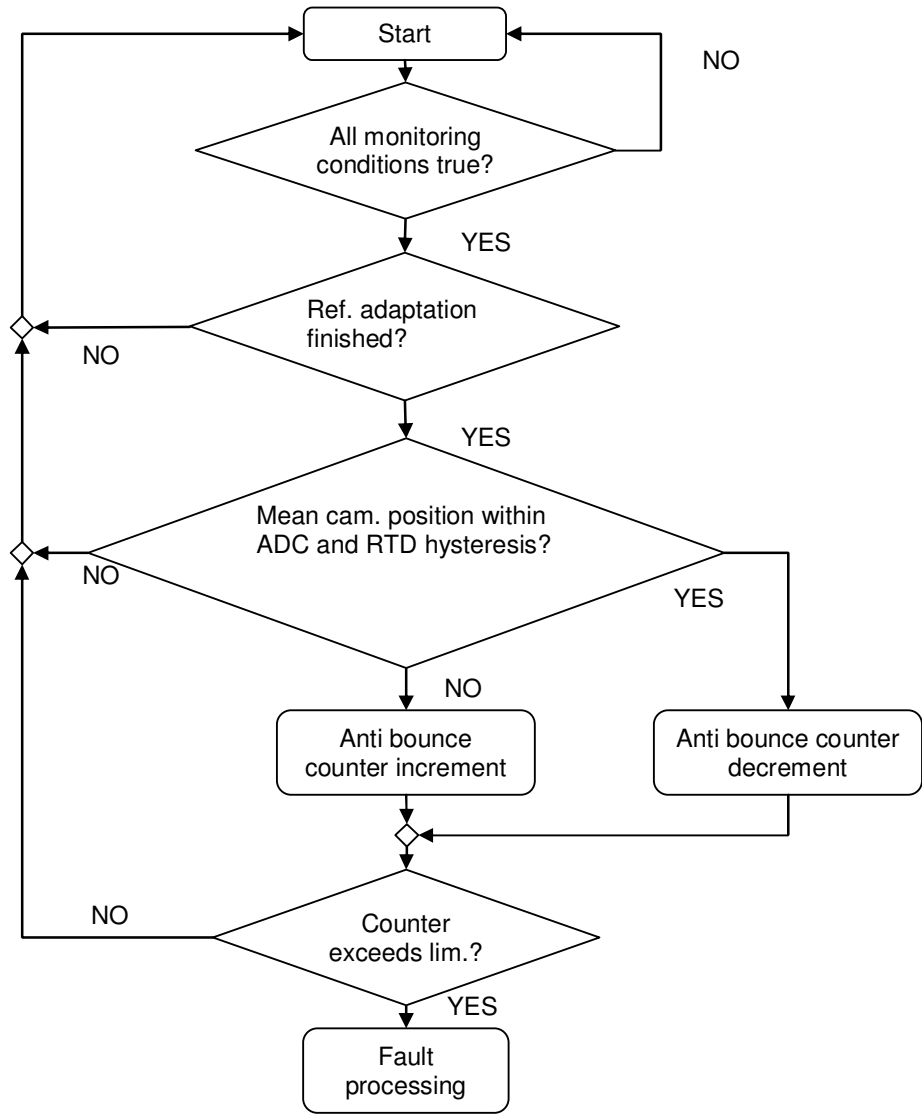 Start
NO
All monitoring
conditions true?
YES
Ref. adaptation
finished?
NO
YES
Mean cam. position within
ADC and RTD hysteresis?
NO
YES
NO
Anti bounce
counter increment
Anti bounce counter
decrement
NO
Counter
exceeds lim.?
YES
Fault
processing